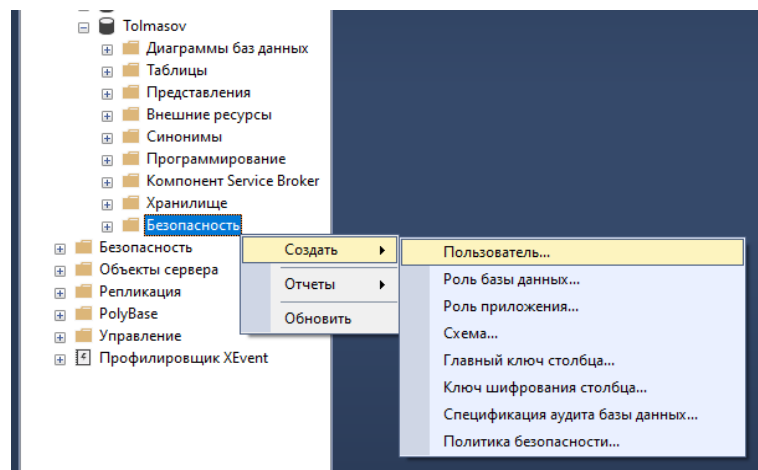 Tolmasov
Диаграммы баз данных
Таблицы
Представления
Внешние ресурсы
Синонимы
Программирование
Компонент Service Broker
Хранилище
Безопасность
Безопасность
Объекты сервера
Репликация
PolyBase
Управление
Профилировщик XEvent
Создать
Отчеты
Обновить
Пользователь...
Роль базы данных...
Роль приложения...
Схема...
Главный ключ столбца...
Ключ шифрования столбца...
Спецификация аудита базы данных...
Политика безопасности...